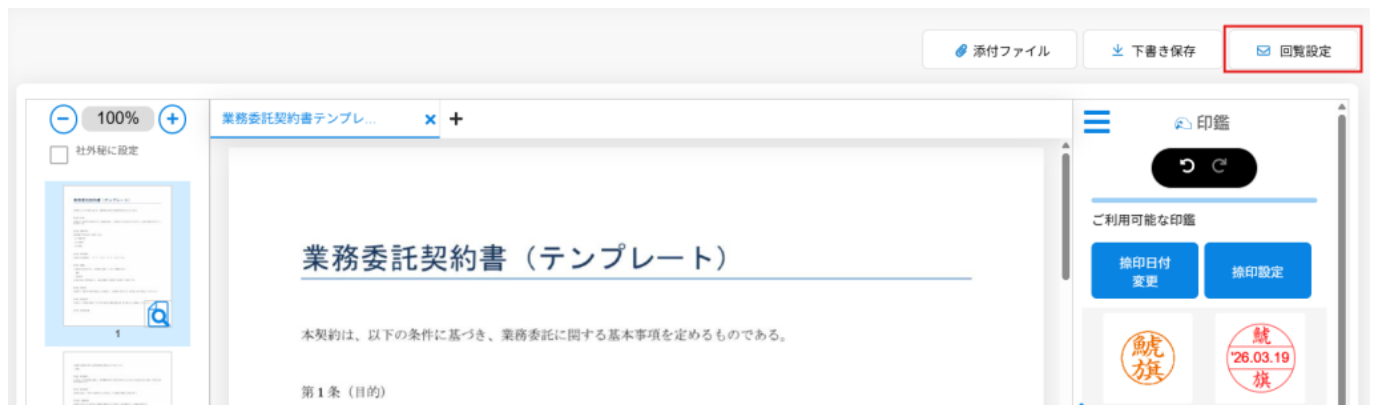 添付ファイル
下書き保存
回覧設定
100%
社外秘に設定
1
業務委託契約書テンプレ...
業務委託契約書（テンプレート）
本契約は、以下の条件に基づき、業務委託に関する基本事項を定めるものである。
第1条（目的）
印鑑
ご利用可能な印鑑
捺印日付
変更
捺印設定
鯱
旗
鯱
'26.03.19
旗